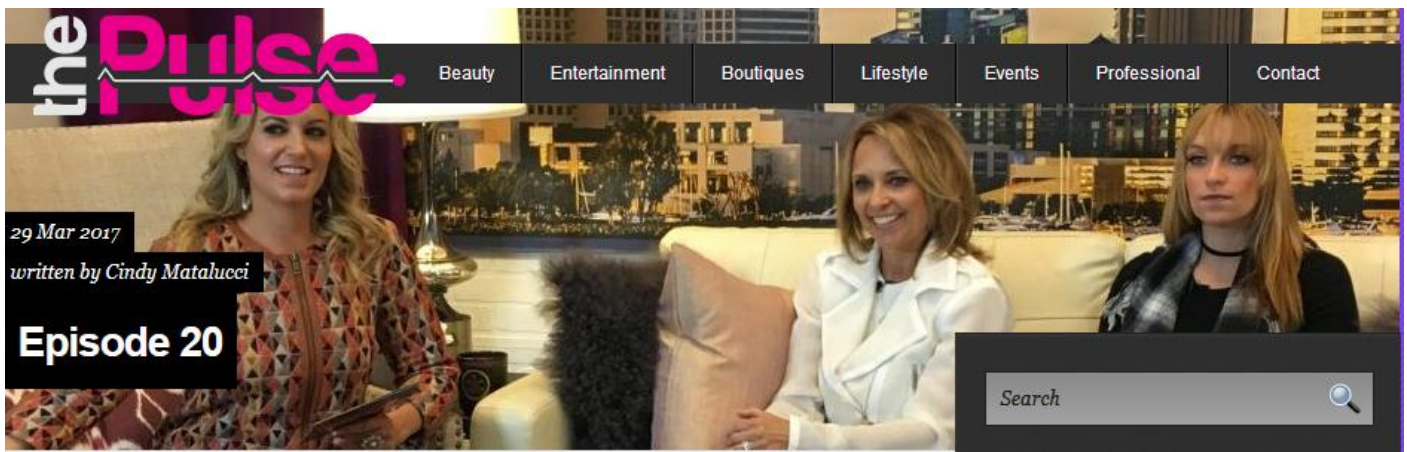 the Pulse
Beauty Entertainment Boutiques Lifestyle Events Professional Contact
29 Mar 2017
written by Cindy Matalucci
Episode 20
Search